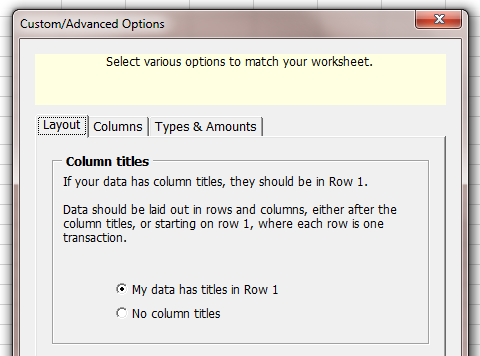 Custom/Advanced Options
Select various options to match your worksheet.
Layout Columns Types & Amounts
Column titles
If your data has column titles, they should be in Row 1.
Data should be laid out in rows and columns, either after the
column titles, or starting on row 1, where each row is one
transaction.
My data has titles in Row 1
No column titles